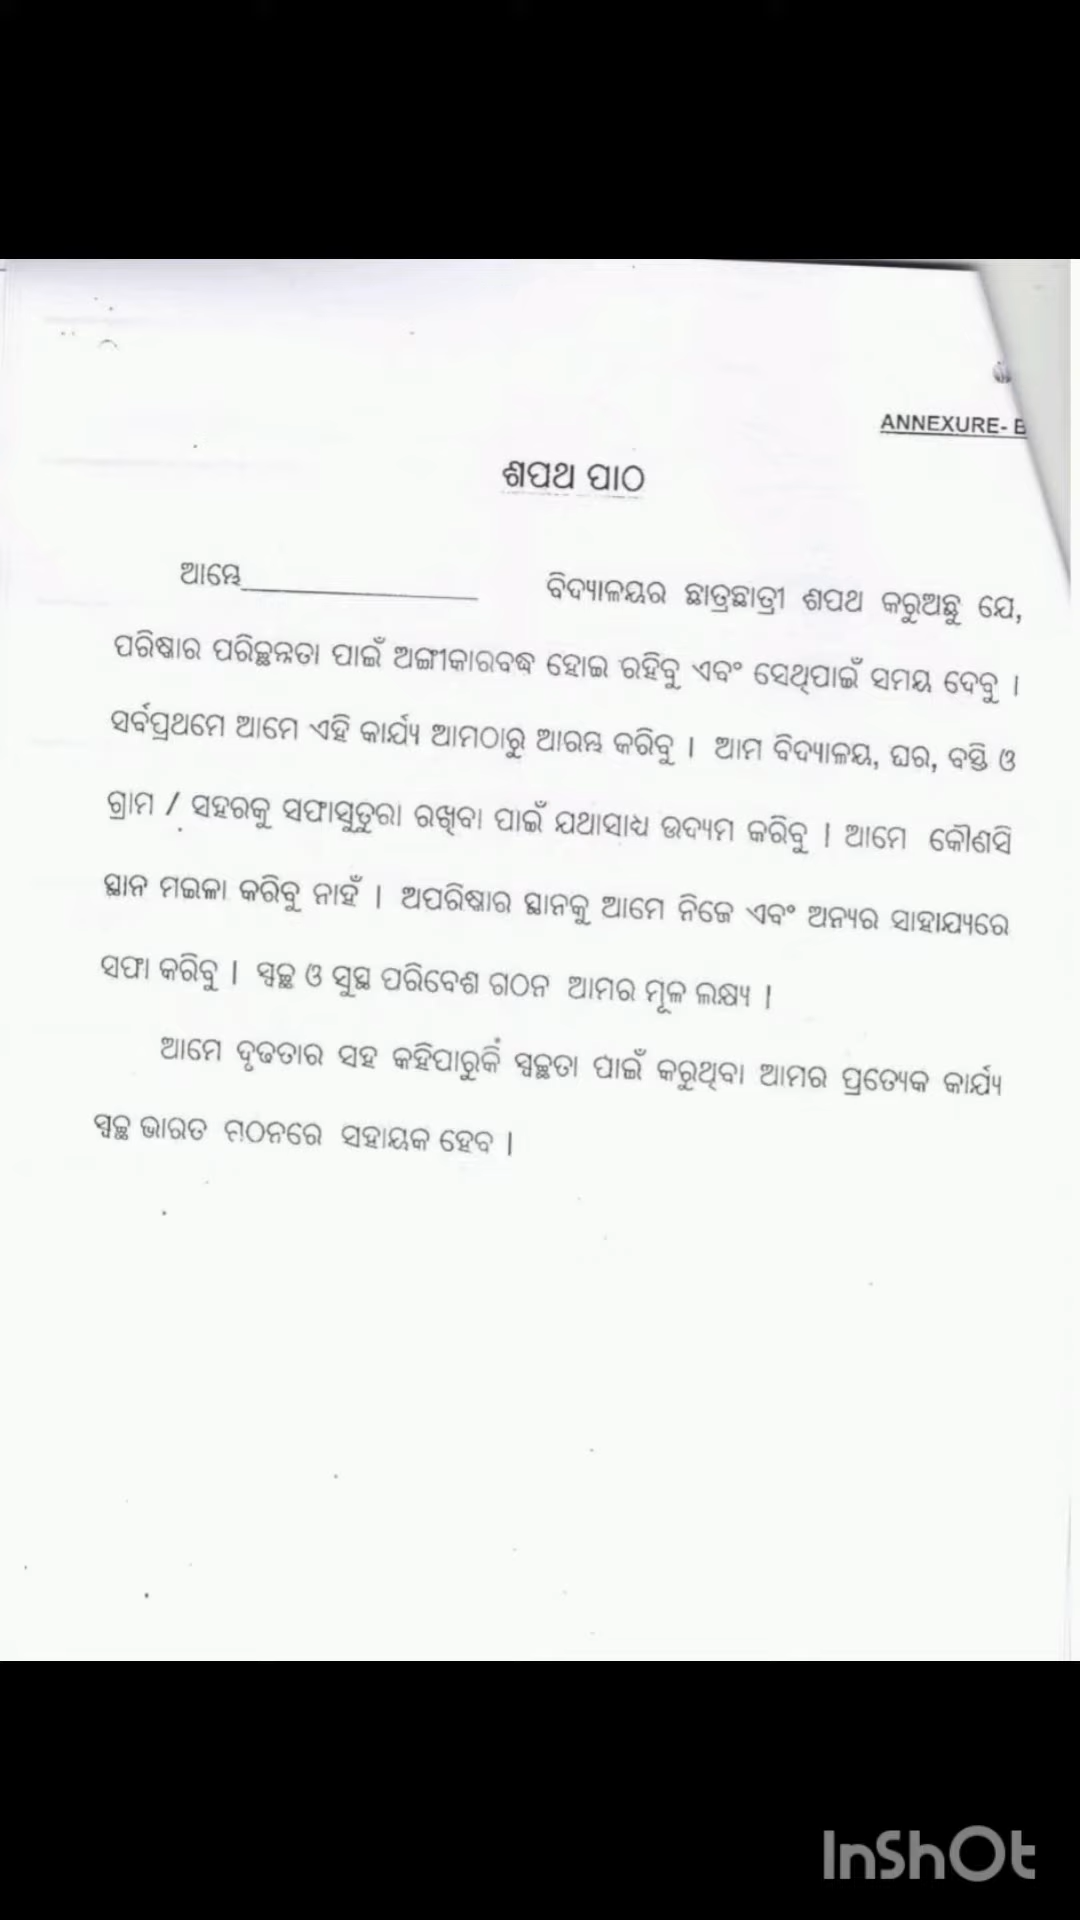 ANNEXURE- B
ଶପଥ ପାଠ
ଆମ୍ଭେ_______________ ବିଦ୍ୟାଳୟର ଛାତ୍ରଛାତ୍ରୀ ଶପଥ କରୁଅଛୁ ଯେ,
ପରିଷ୍କାର ପରିଚ୍ଛନ୍ନତା ପାଇଁ ଅଙ୍ଗୀକାରବଦ୍ଧ ହୋଇ ରହିବୁ ଏବଂ ସେଥିପାଇଁ ସମୟ ଦେବୁ ।
ସର୍ବପ୍ରଥମେ ଆମେ ଏହି କାର୍ଯ୍ୟ ଆମଠାରୁ ଆରମ୍ଭ କରିବୁ । ଆମ ବିଦ୍ୟାଳୟ, ଘର, ବସ୍ତି ଓ
ଗ୍ରାମ / ସହରକୁ ସଫାସୁତୁରା ରଖିବା ପାଇଁ ଯଥାସାଧ୍ୟ ଉଦ୍ୟମ କରିବୁ । ଆମେ କୌଣସି
ସ୍ଥାନ ମଇଳା କରିବୁ ନାହିଁ । ଅପରିଷ୍କାର ସ୍ଥାନକୁ ଆମେ ନିଜେ ଏବଂ ଅନ୍ୟର ସାହାଯ୍ୟରେ
ସଫା କରିବୁ । ସ୍ୱଚ୍ଛ ଓ ସୁସ୍ଥ ପରିବେଶ ଗଠନ ଆମର ମୂଳ ଲକ୍ଷ୍ୟ ।
ଆମେ ଦୃଢତାର ସହ କହିପାରୁକି ସ୍ୱଚ୍ଛତା ପାଇଁ କରୁଥିବା ଆମର ପ୍ରତ୍ୟେକ କାର୍ଯ୍ୟ
ସ୍ୱଚ୍ଛ ଭାରତ ଗଠନରେ ସହାୟକ ହେବ ।
InShOt